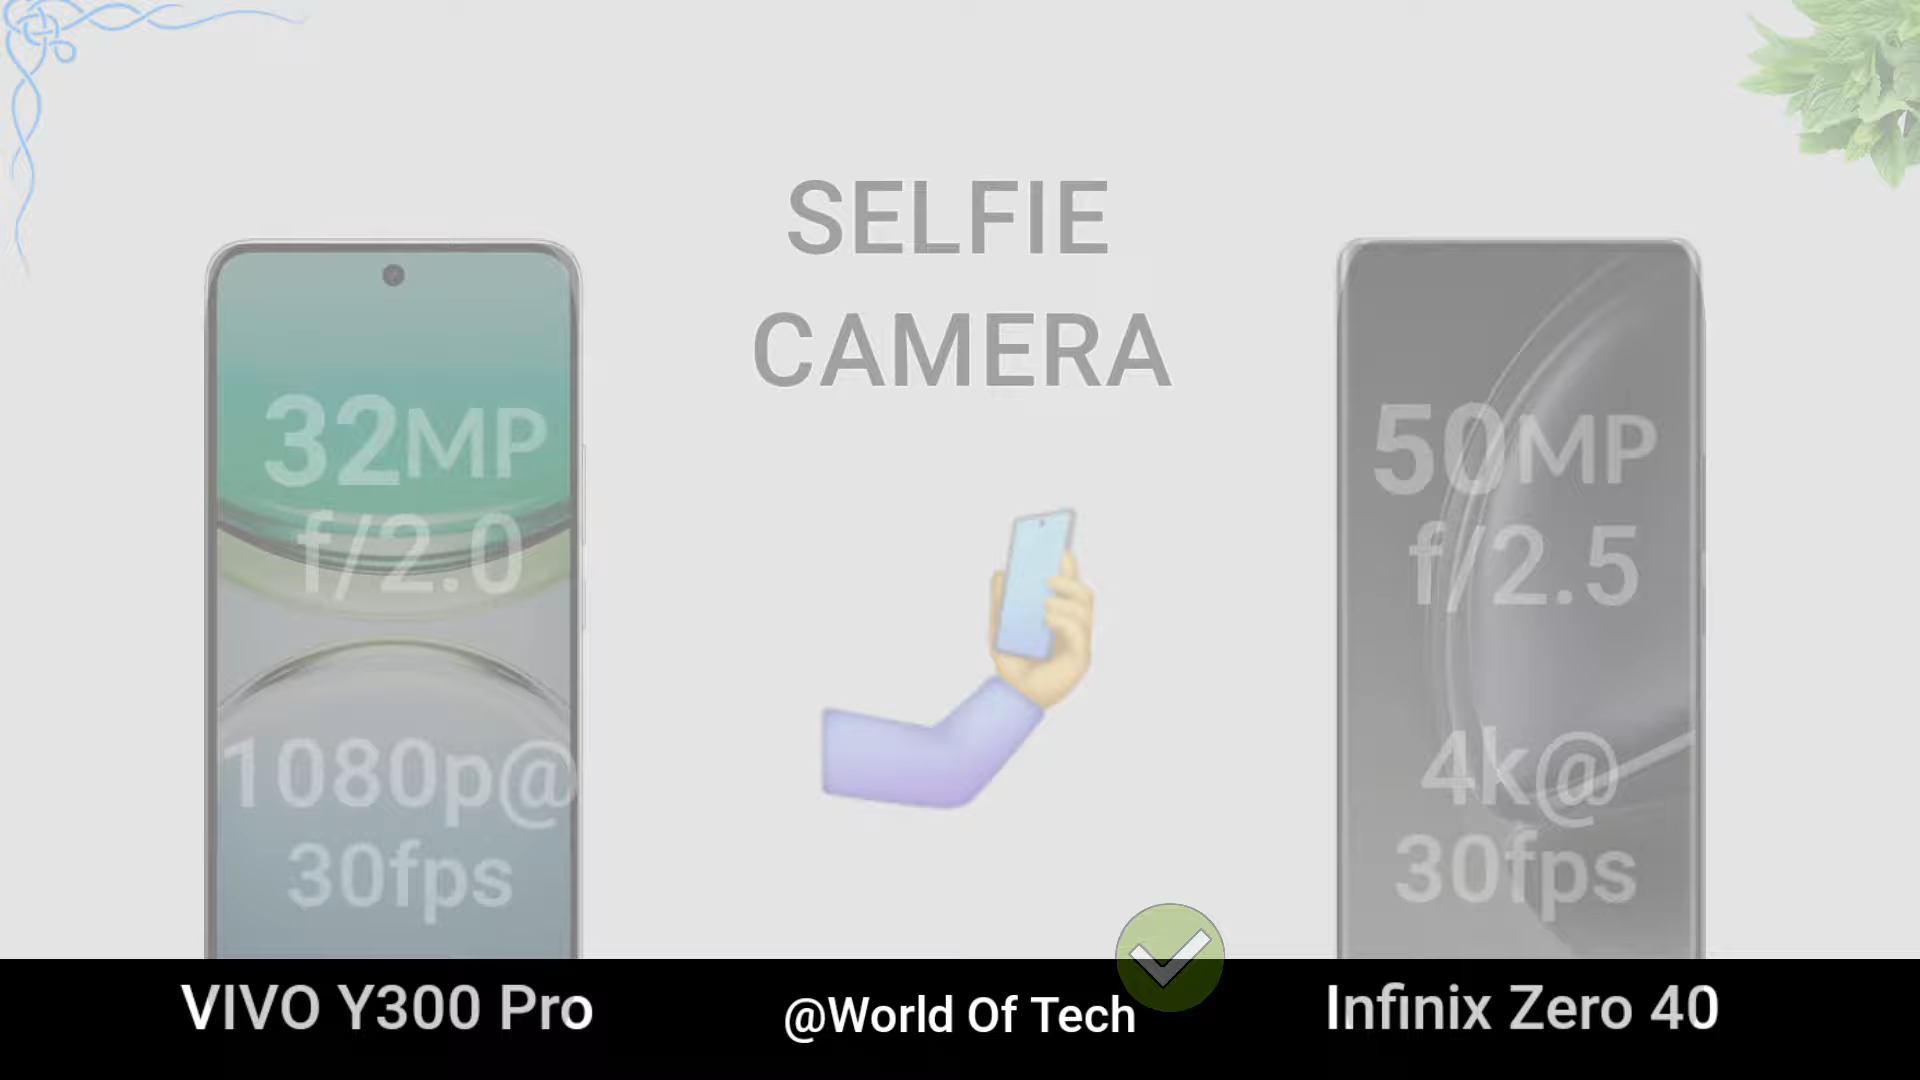 SELFIE
CAMERA
32MP
f/2.0
1080p@
30fps
50MP
f/2.5
4k@
30fps
VIVO Y300 Pro
@World Of Tech
Infinix Zero 40